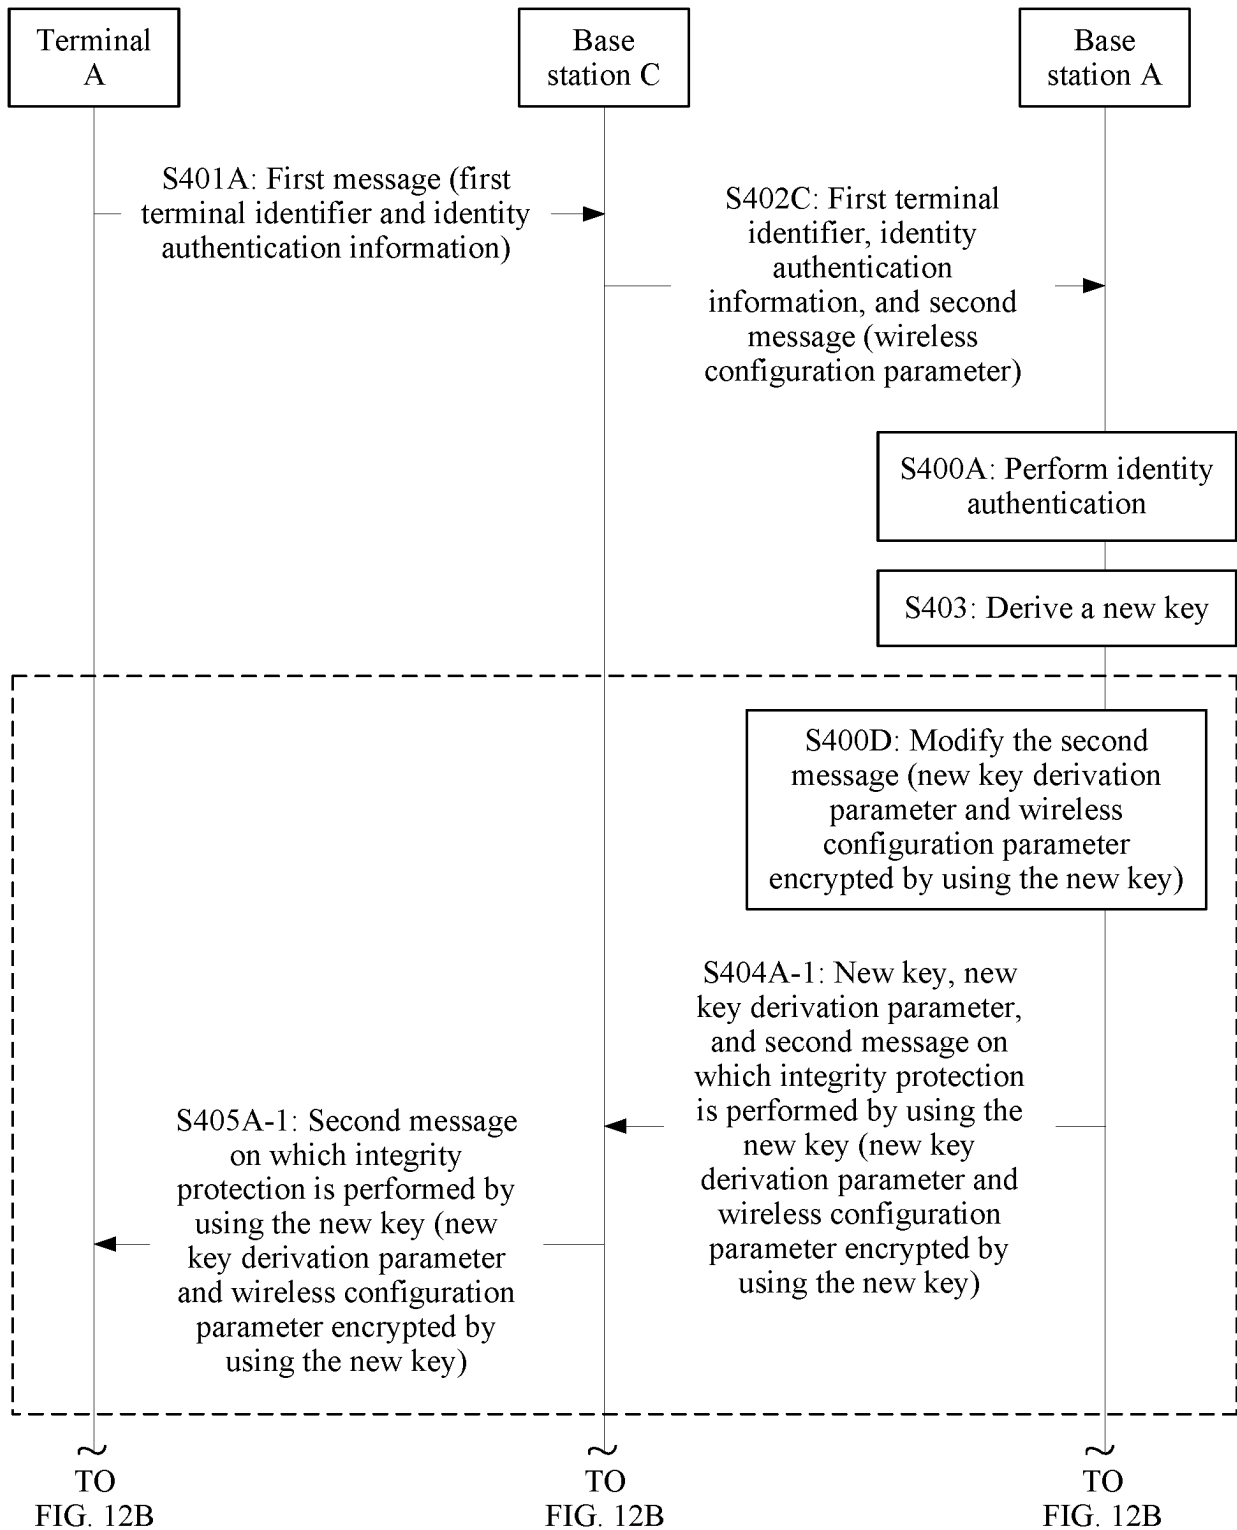 Terminal
A
Base
station C
Base
station A
S401A: First message (first
terminal identifier and identity
authentication information)
S402C: First terminal
identifier, identity
authentication
information, and second
message (wireless
configuration parameter)
S400A: Perform identity
authentication
S403: Derive a new key
S400D: Modify the second
message (new key derivation
parameter and wireless
configuration parameter
encrypted by using the new key)
S404A-1: New key, new
key derivation parameter,
and second message on
which integrity protection
is performed by using the
new key (new key
derivation parameter and
wireless configuration
parameter encrypted by
using the new key)
S405A-1: Second message
on which integrity
protection is performed by
using the new key (new
key derivation parameter
and wireless configuration
parameter encrypted by
using the new key)
TO
FIG. 12B
TO
FIG. 12B
TO
FIG. 12B